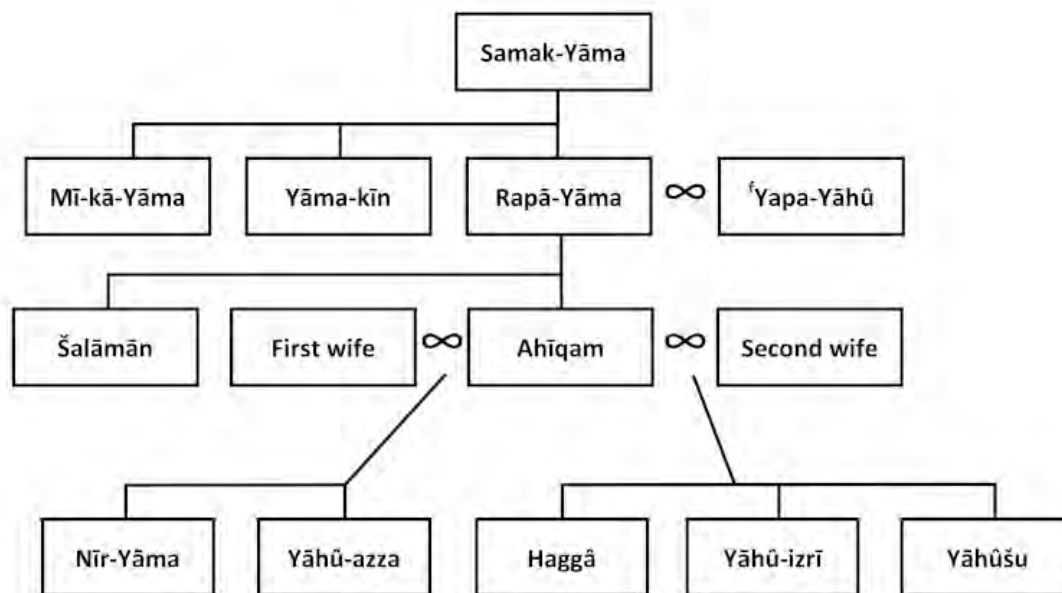 Samak-Yāma
Mī-kā-Yāma Yāma-kīn Rapā-Yāma ∞ ᶠYapa-Yāhû
Šalāmān First wife ∞ Ahīqam ∞ Second wife
Nīr-Yāma Yāhû-azza Haggâ Yāhû-izrī Yāhûšu